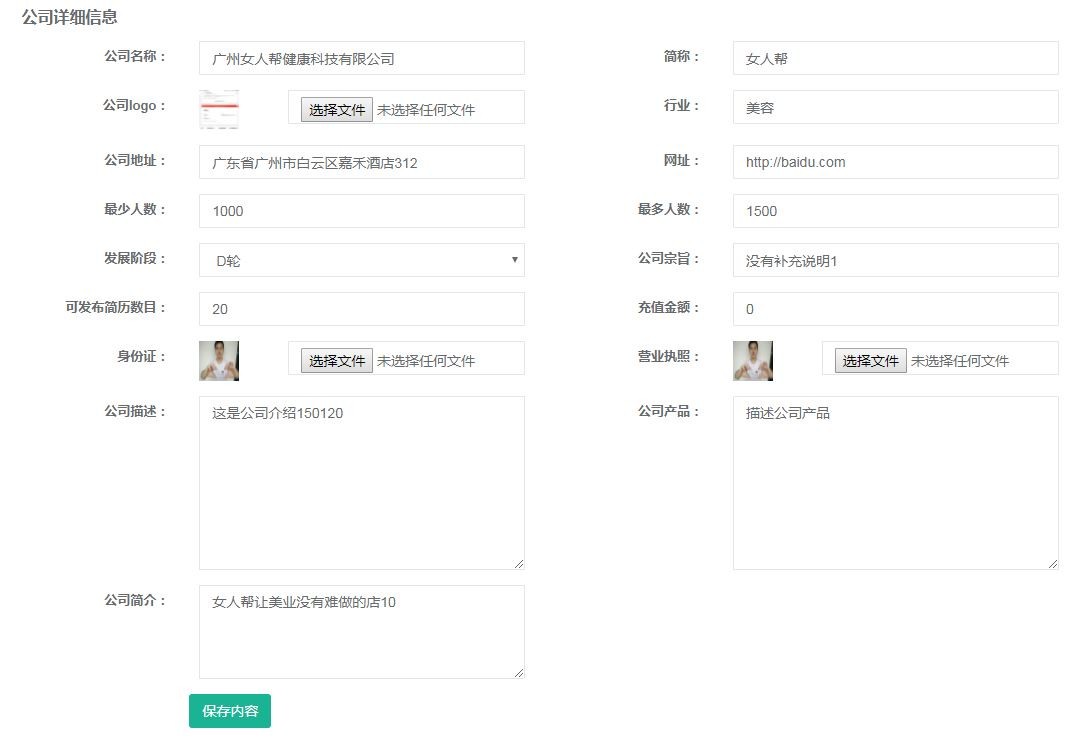 公司详细信息
公司名称： 广州女人帮健康科技有限公司 简称： 女人帮
公司logo： 选择文件 未选择任何文件 行业： 美容
公司地址： 广东省广州市白云区嘉禾酒店312 网址： http://baidu.com
最少人数： 1000 最多人数： 1500
发展阶段： D轮 公司宗旨： 没有补充说明1
可发布简历数目： 20 充值金额： 0
身份证： 选择文件 未选择任何文件 营业执照： 选择文件 未选择任何文件
公司描述： 这是公司介绍150120 公司产品： 描述公司产品
公司简介： 女人帮让美业没有难做的店10
保存内容